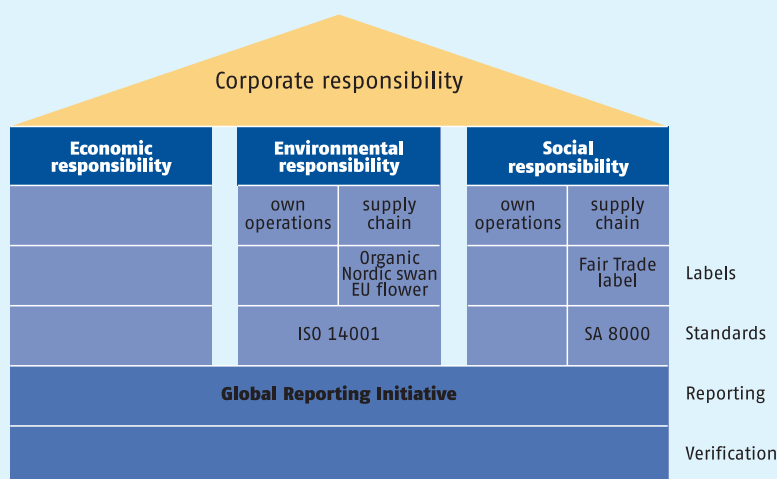 Corporate responsibility
Economic
responsibility
Environmental
responsibility
Social
responsibility
own
operations
supply
chain
own
operations
supply
chain
Organic
Nordic swan
EU flower
Fair Trade
label
Labels
ISO 14001
SA 8000
Standards
Global Reporting Initiative
Reporting
Verification